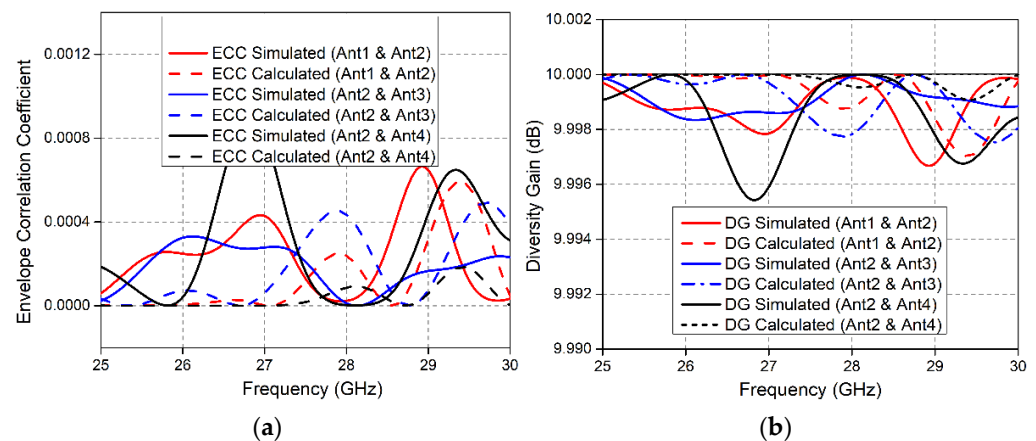 (a)
0.0012
0.0008
0.0004
0.0000
Envelope Correlation Coefficient
ECC Simulated (Ant1 & Ant2)
ECC Calculated (Ant1 & Ant2)
ECC Simulated (Ant2 & Ant3)
ECC Calculated (Ant2 & Ant3)
ECC Simulated (Ant2 & Ant4)
ECC Calculated (Ant2 & Ant4)
25 26 27 28 29 30
Frequency (GHz)
(b)
10.002
10.000
9.998
9.996
9.994
9.992
9.990
Diversity Gain (dB)
DG Simulated (Ant1 & Ant2)
DG Calculated (Ant1 & Ant2)
DG Simulated (Ant2 & Ant3)
DG Calculated (Ant2 & Ant3)
DG Simulated (Ant2 & Ant4)
DG Calculated (Ant2 & Ant4)
25 26 27 28 29 30
Frequency (GHz)